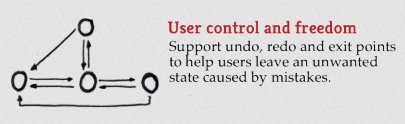 User control and freedom
Support undo, redo and exit points
to help users leave an unwanted
state caused by mistakes.